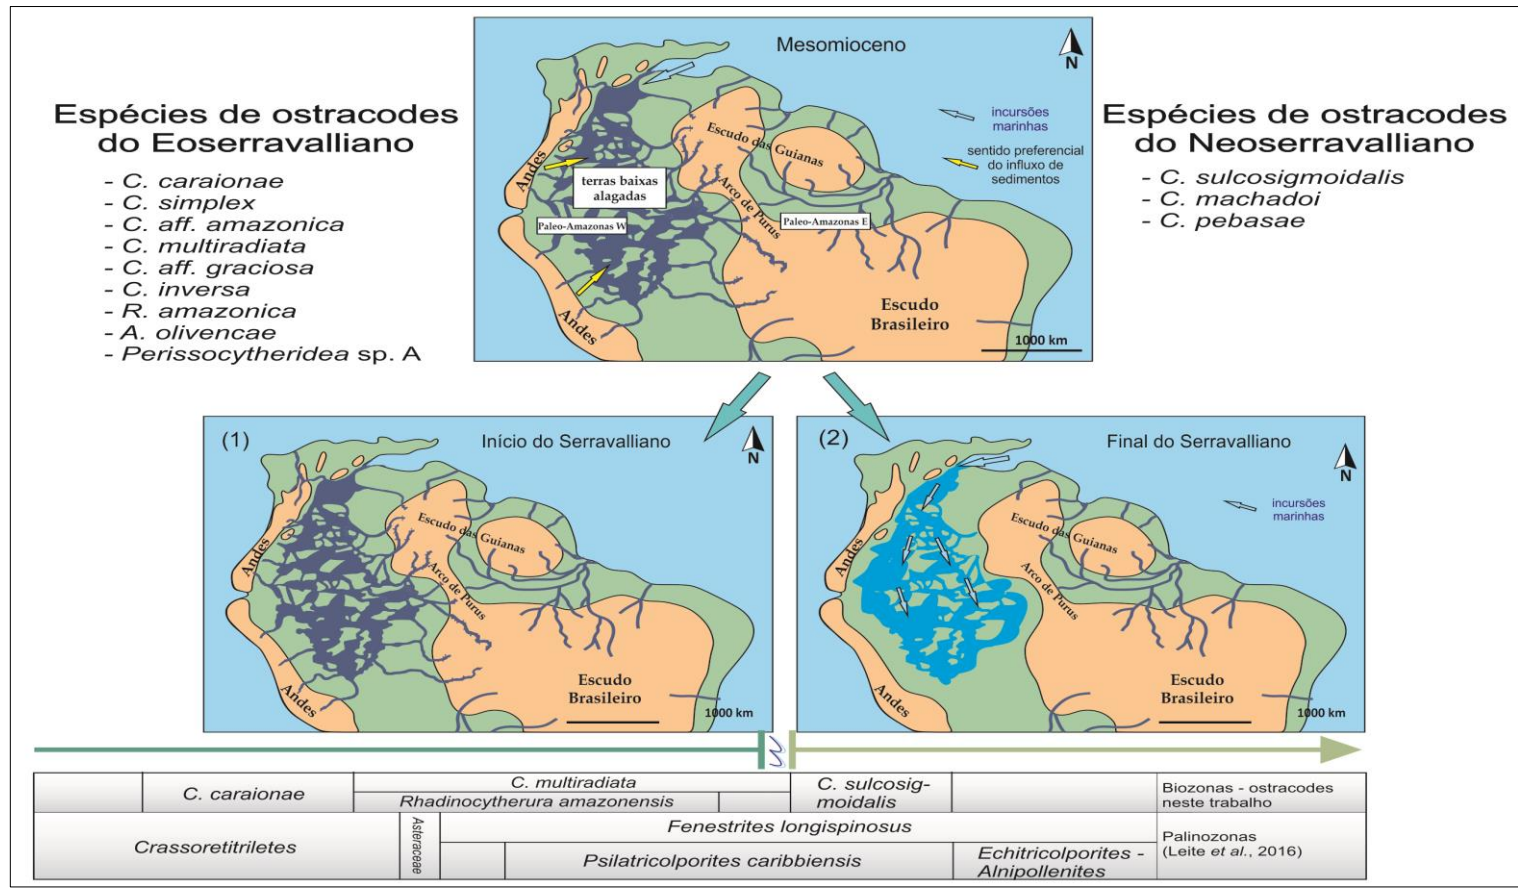 Mesomioceno
N
incursões
marinhas
sentido preferencial
do influxo de
sedimentos
Espécies de ostracodes
do Eoserravalliano
- C. caraionae
- C. simplex
- C. aff. amazonica
- C. multiradiata
- C. aff. graciosa
- C. inversa
- R. amazonica
- A. olivencae
- Perissocytheridea sp. A
Espécies de ostracodes
do Neoserravalliano
- C. sulcosigmoidalis
- C. machadoi
- C. pebasae
Andes
terras baixas
alagadas
Paleo-Amazonas W
Escudo das Guianas
Arco de Purus
Paleo-Amazonas E
Andes
Escudo
Brasileiro
1000 km
(1)
Início do Serravalliano
N
Andes
Escudo das Guianas
Arco de Purus
Andes
Escudo
Brasileiro
1000 km
(2)
Final do Serravalliano
N
incursões
marinhas
Andes
Escudo das Guianas
Arco de Purus
Andes
Escudo
Brasileiro
1000 km
C. caraionae
C. multiradiata
Rhadinocytherura amazonensis
C. sulcosig-
moidalis
Biozonas - ostracodes
neste trabalho
Crassoretitriletes
Asteraceae
Fenestrites longispinosus
Psilatricolporites caribbiensis
Echitricolporites -
Alnipollenites
Palinozonas
(Leite et al., 2016)